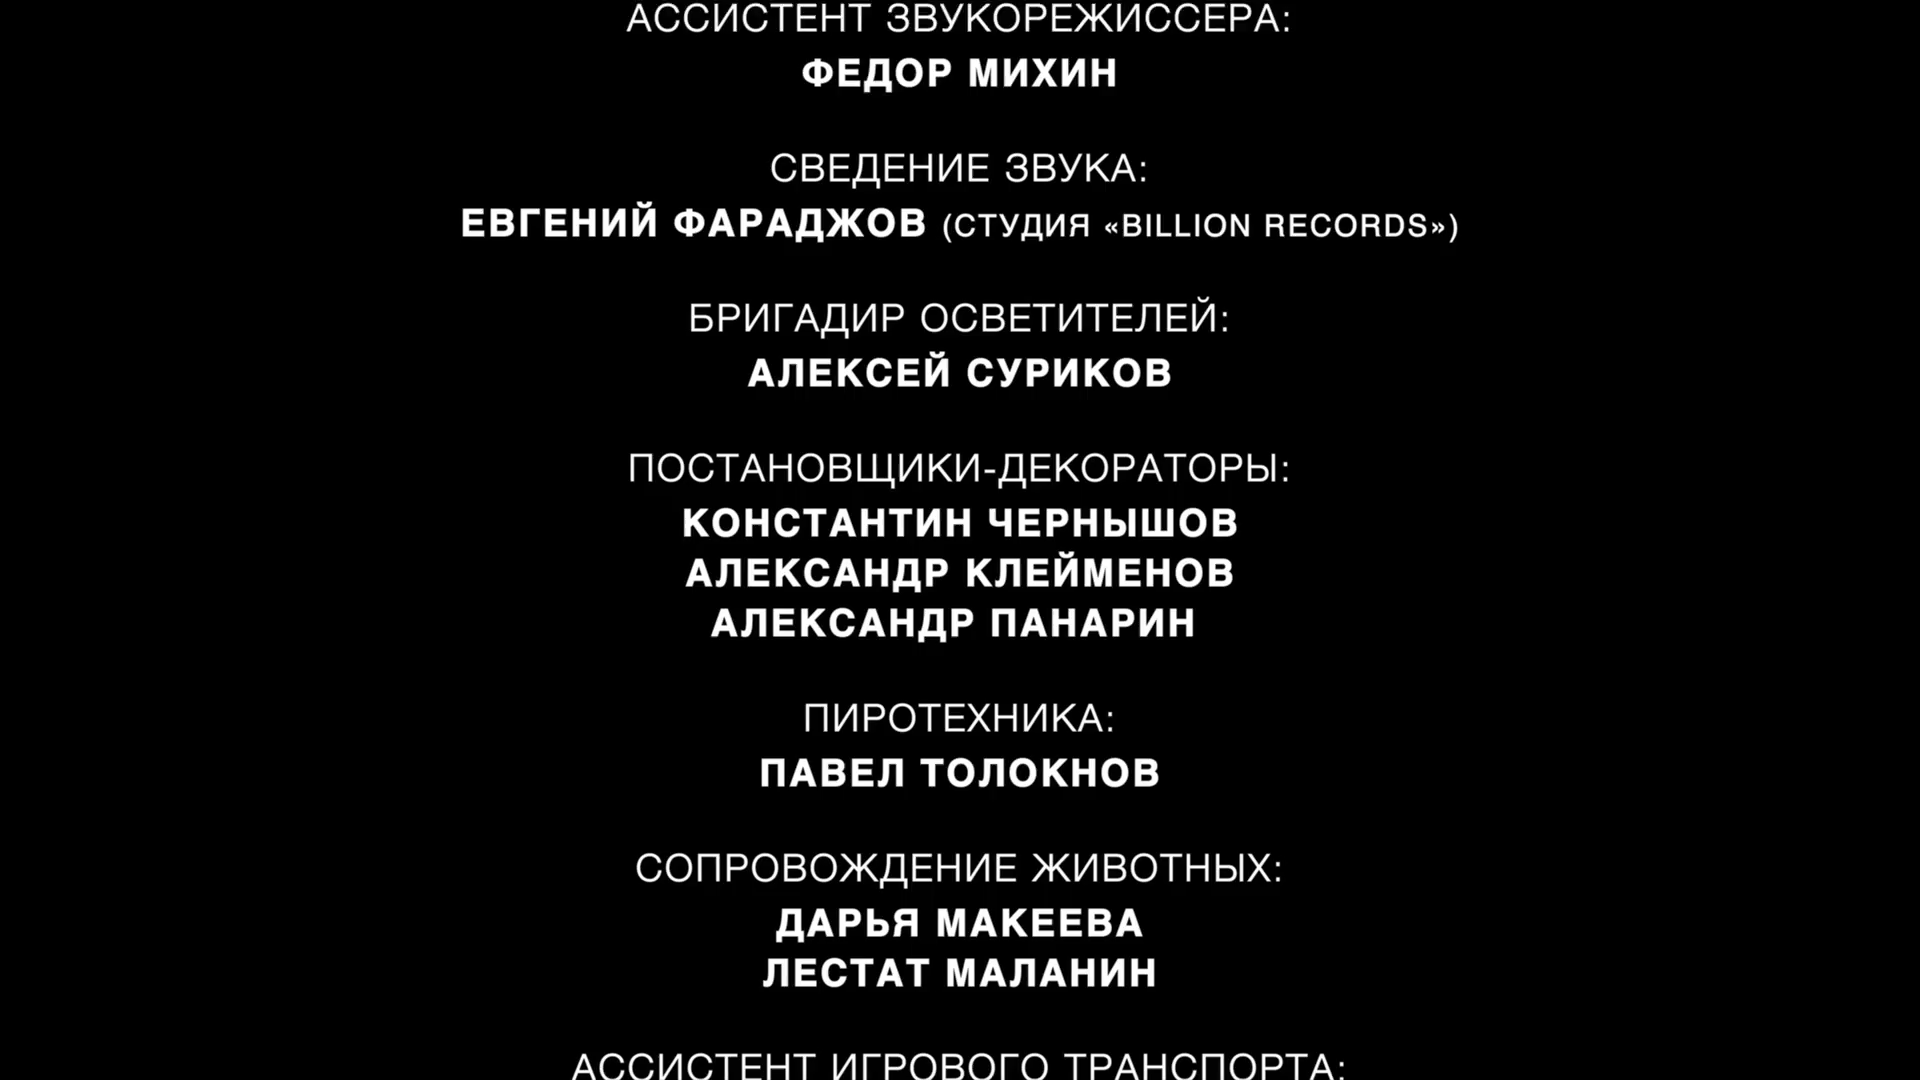 АССИСТЕНТ ЗВУКОРЕЖИССЕРА:
ФЕДОР МИХИН
СВЕДЕНИЕ ЗВУКА:
ЕВГЕНИЙ ФАРАДЖОВ (СТУДИЯ «BILLION RECORDS»)
БРИГАДИР ОСВЕТИТЕЛЕЙ:
АЛЕКСЕЙ СУРИКОВ
ПОСТАНОВЩИКИ-ДЕКОРАТОРЫ:
КОНСТАНТИН ЧЕРНЫШОВ
АЛЕКСАНДР КЛЕЙМЕНОВ
АЛЕКСАНДР ПАНАРИН
ПИРОТЕХНИКА:
ПАВЕЛ ТОЛОКНОВ
СОПРОВОЖДЕНИЕ ЖИВОТНЫХ:
ДАРЬЯ МАКЕЕВА
ЛЕСТАТ МАЛАНИН
АССИСТЕНТ ИГРОВОГО ТРАНСПОРТА: